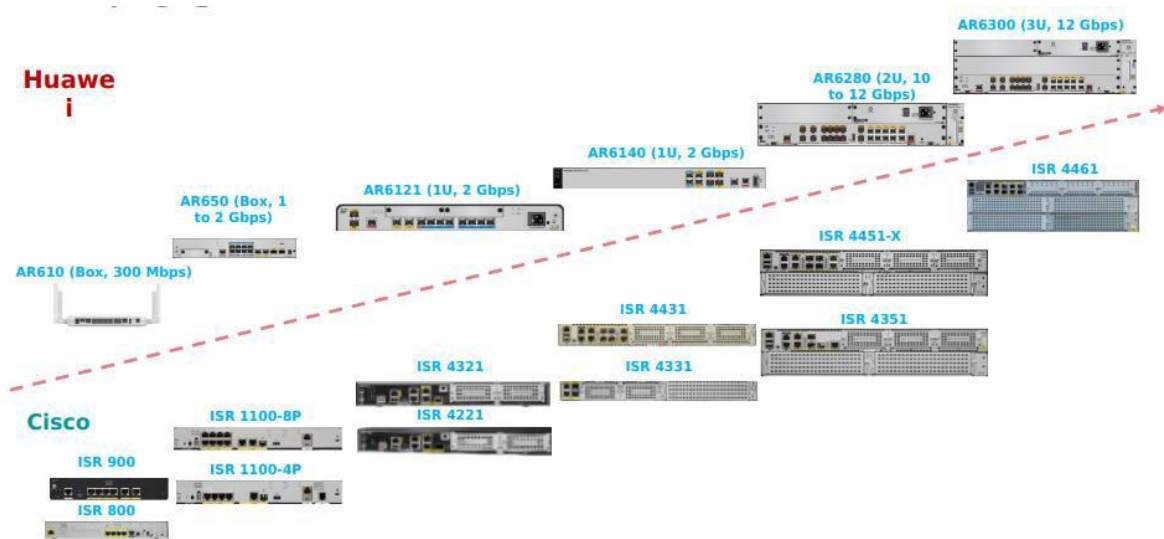 AR6300 (3U, 12 Gbps)
Huawe
i
AR6280 (2U, 10
to 12 Gbps)
AR6140 (1U, 2 Gbps)
ISR 4461
AR6121 (1U, 2 Gbps)
AR650 (Box, 1
to 2 Gbps)
ISR 4451-X
AR610 (Box, 300 Mbps)
ISR 4431
ISR 4351
ISR 4321
ISR 4331
Cisco
ISR 1100-8P
ISR 4221
ISR 900
ISR 1100-4P
ISR 800